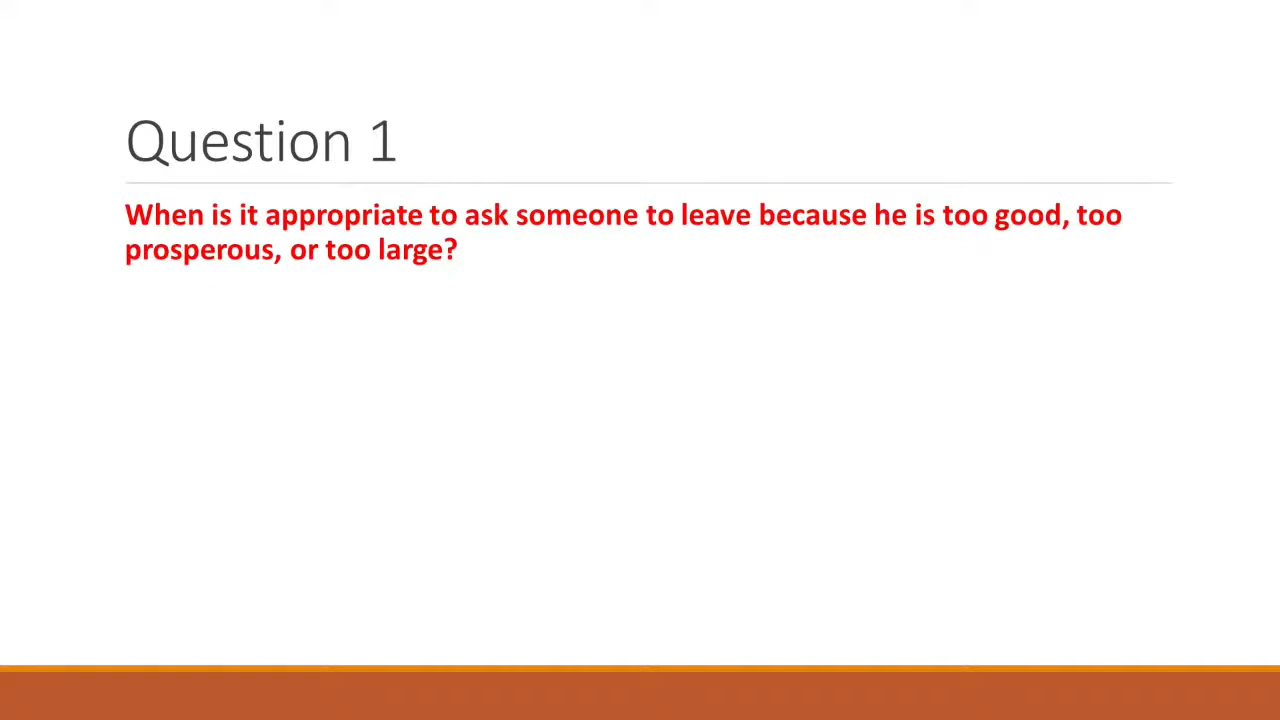 Question 1
When is it appropriate to ask someone to leave because he is too good, too
prosperous, or too large?